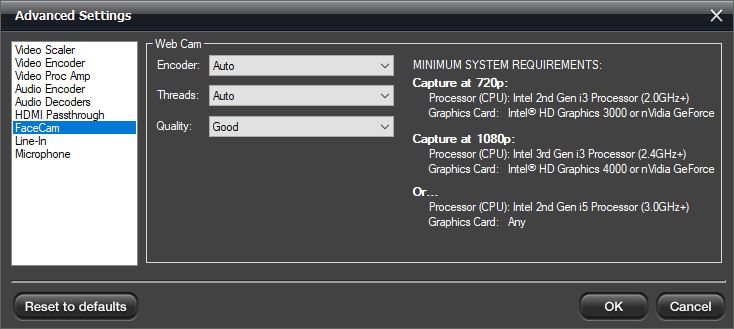 Advanced Settings
Video Scaler
Video Encoder
Video Proc Amp
Audio Encoder
Audio Decoders
HDMI Passthrough
FaceCam
Line-In
Microphone
Web Cam
Encoder: Auto
Threads: Auto
Quality: Good
MINIMUM SYSTEM REQUIREMENTS:
Capture at 720p:
Processor (CPU): Intel 2nd Gen i3 Processor (2.0GHz+)
Graphics Card: Intel® HD Graphics 3000 or nVidia GeForce
Capture at 1080p:
Processor (CPU): Intel 3rd Gen i3 Processor (2.4GHz+)
Graphics Card: Intel® HD Graphics 4000 or nVidia GeForce
Or...
Processor (CPU): Intel 2nd Gen i5 Processor (3.0GHz+)
Graphics Card: Any
Reset to defaults
OK
Cancel